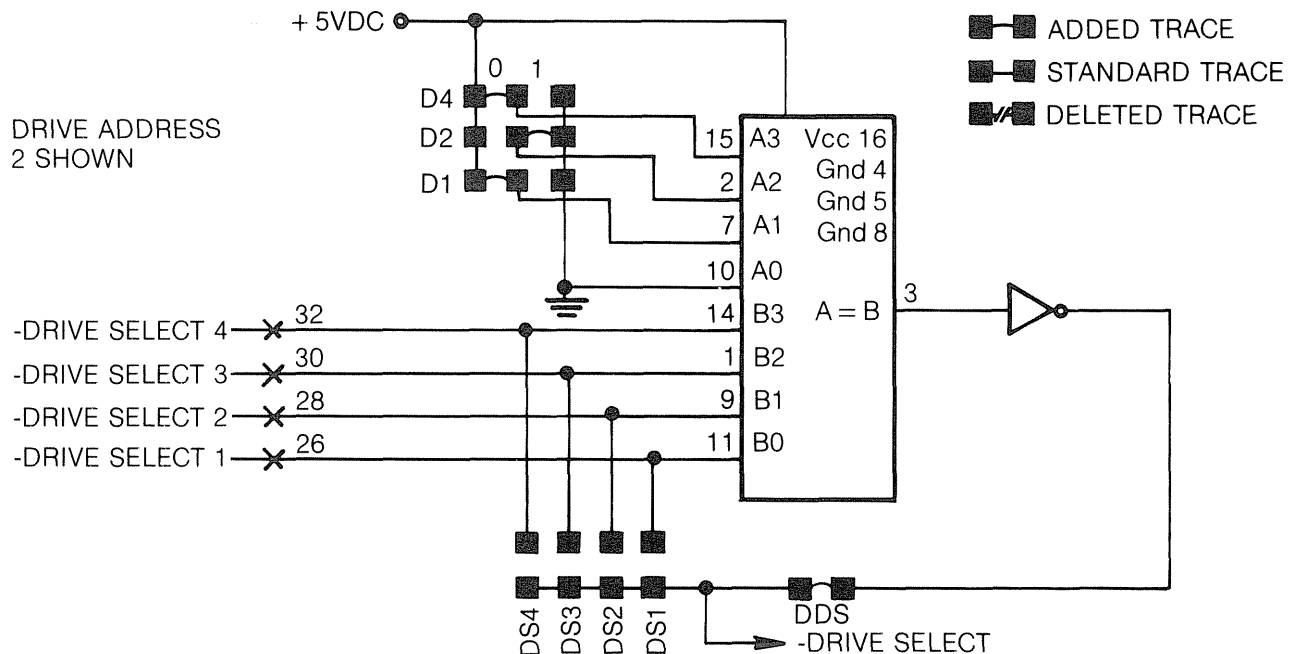 + 5VDC
ADDED TRACE
STANDARD TRACE
DELETED TRACE
0 1
D4
D2
D1
DRIVE ADDRESS
2 SHOWN
15 A3 Vcc 16
Gnd 4
2 A2
Gnd 5
7 A1
Gnd 8
10 A0
14 B3 A = B 3
1 B2
9 B1
11 B0
-DRIVE SELECT 4 32
-DRIVE SELECT 3 30
-DRIVE SELECT 2 28
-DRIVE SELECT 1 26
DS4
DS3
DS2
DS1
DDS
-DRIVE SELECT